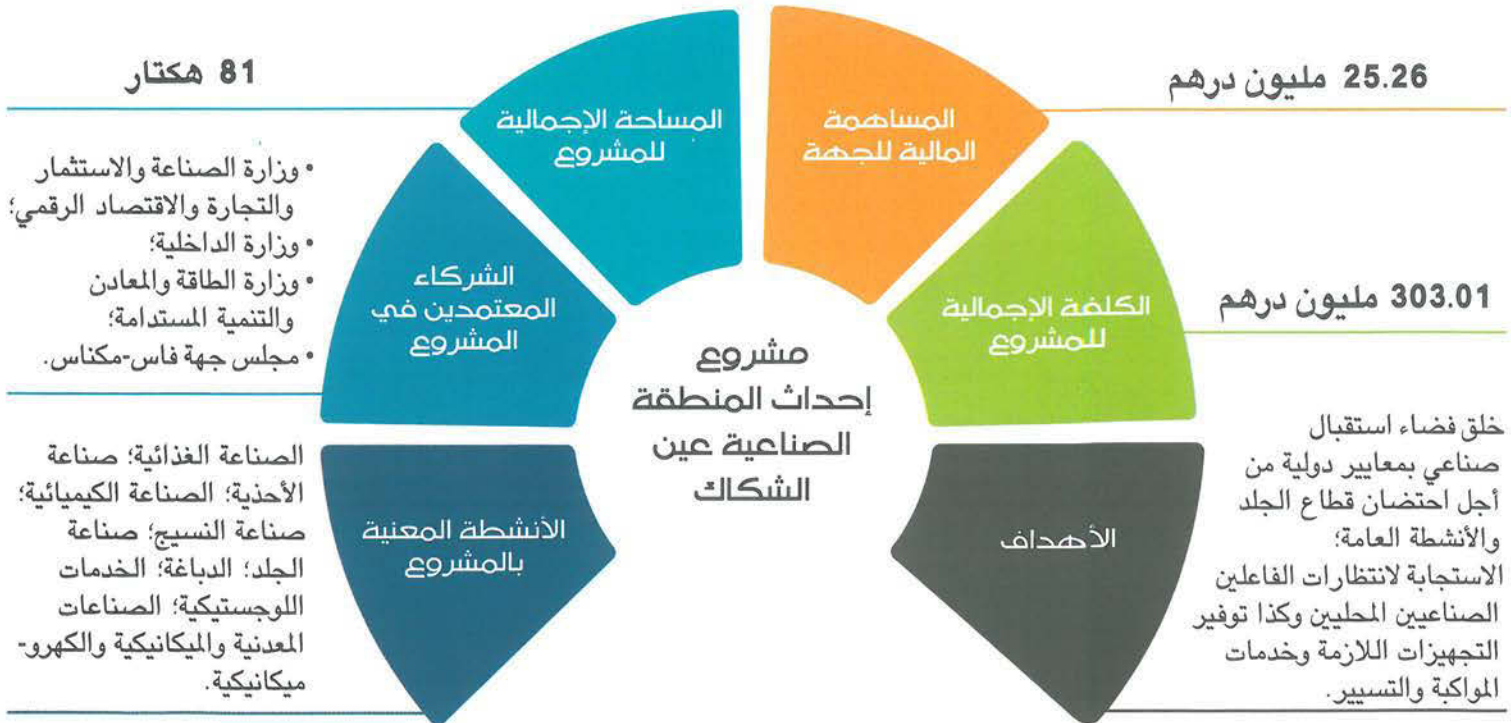 25.26 مليون درهم
المساهمة
المالية للجهة
303.01 مليون درهم
الكلفة الإجمالية
للمشروع
خلق فضاء استقبال
صناعي بمعايير دولية من
أجل احتضان قطاع الجلد
والأنشطة العامة؛
الاستجابة لانتظارات الفاعلين
الصناعيين المحليين وكذا توفير
التجهيزات اللازمة وخدمات
المواكبة والتسيير.
الأهداف
مشروع
إحداث المنطقة
الصناعية عين
الشكاك
81 هكتار
المساحة الإجمالية
للمشروع
• وزارة الصناعة والاستثمار
والتجارة والاقتصاد الرقمي؛
• وزارة الداخلية؛
• وزارة الطاقة والمعادن
والتنمية المستدامة؛
• مجلس جهة فاس-مكناس.
الشركاء
المعتمدين في
المشروع
الصناعة الغذائية؛ صناعة
الأحذية؛ الصناعة الكيميائية؛
صناعة النسيج؛ صناعة
الجلد؛ الدباغة؛ الخدمات
اللوجستيكية؛ الصناعات
المعدنية والميكانيكية والكهرو-
ميكانيكية.
الأنشطة المعنية
بالمشروع